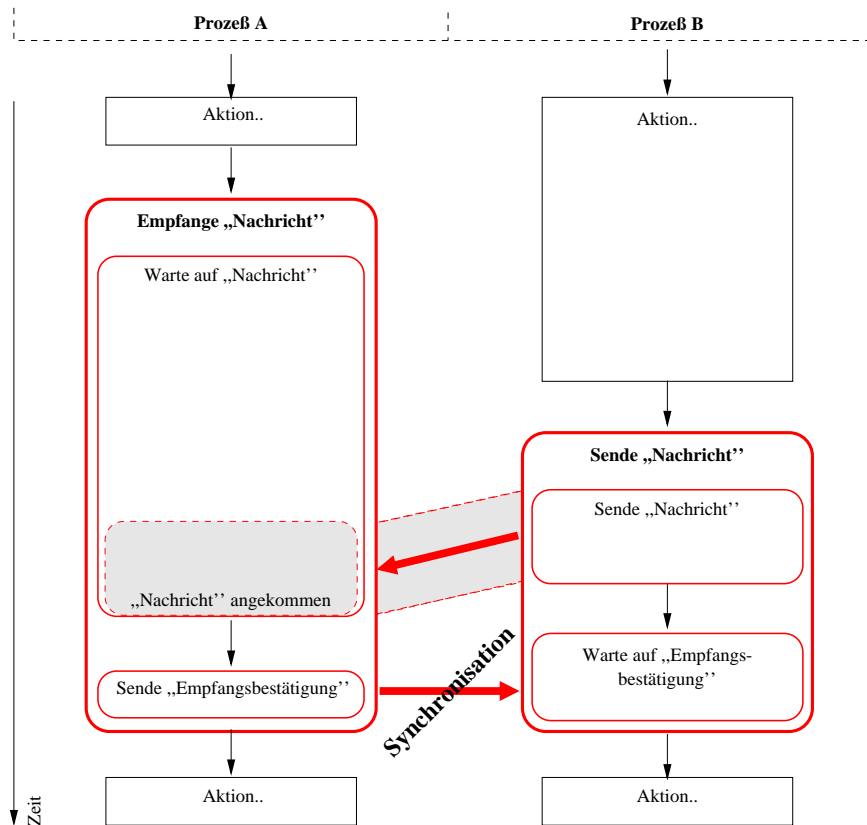 Prozeß A
Prozeß B
Aktion..
Aktion..
Empfange „Nachricht’’
Warte auf „Nachricht’’
Sende „Nachricht’’
Sende „Nachricht’’
„Nachricht’’ angekommen
Synchronisation
Warte auf „Empfangs-
bestätigung’’
Sende „Empfangsbestätigung’’
Aktion..
Aktion..
Zeit